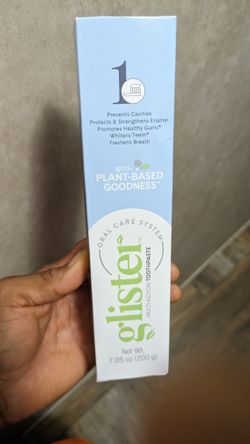 1
Prevents Cavities
Protects & Strengthens Enamel
Promotes Healthy Gums*
Whitens Teeth*
Freshens Breath
WITH
PLANT-BASED
GOODNESS™
ORAL CARE SYSTEM
glister™
MULTI-ACTION TOOTHPASTE
Net Wt.
7.05 oz (200 g)